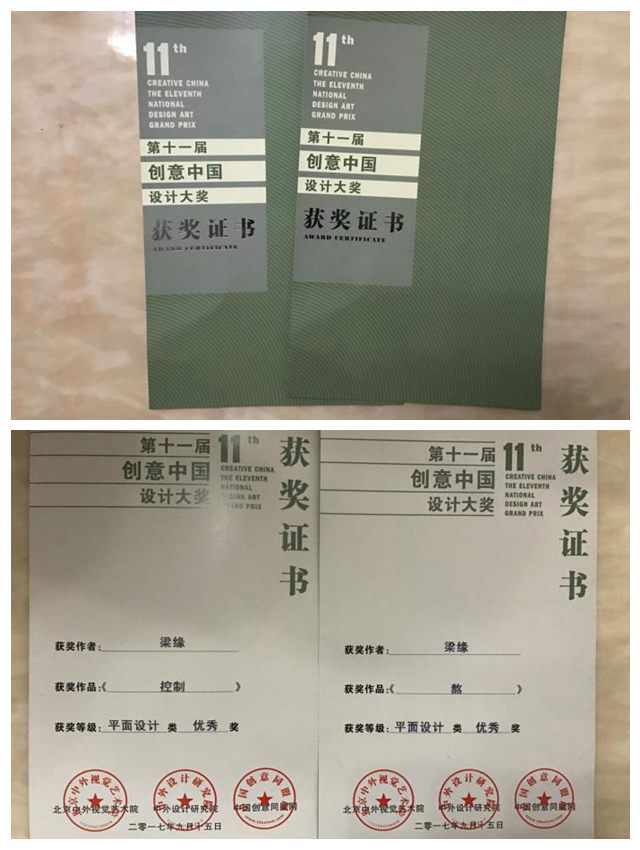 11th
CREATIVE CHINA
THE ELEVENTH
NATIONAL
DESIGN ART
GRAND PRIX
第十一届
创意中国
设计大奖
获奖证书
AWARD CERTIFICATE
11th
CREATIVE CHINA
THE ELEVENTH
NATIONAL
DESIGN ART
GRAND PRIX
第十一届
创意中国
设计大奖
获奖证书
AWARD CERTIFICATE
第十一届
创意中国
设计大奖
11th
CREATIVE CHINA
THE ELEVENTH
NATIONAL
DESIGN ART
GRAND PRIX
获奖证书
获奖作者：梁缘
获奖作品：《控制》
获奖等级：平面设计 类 优秀 奖
北京中外视觉艺术院 中外设计研究院 中国创意同盟网
二〇一七年九月十五日
第十一届
创意中国
设计大奖
11th
CREATIVE CHINA
THE ELEVENTH
NATIONAL
DESIGN ART
GRAND PRIX
获奖证书
获奖作者：梁缘
获奖作品：《熬》
获奖等级：平面设计 类 优秀 奖
北京中外视觉艺术院 中外设计研究院 中国创意同盟网
二〇一七年九月十五日